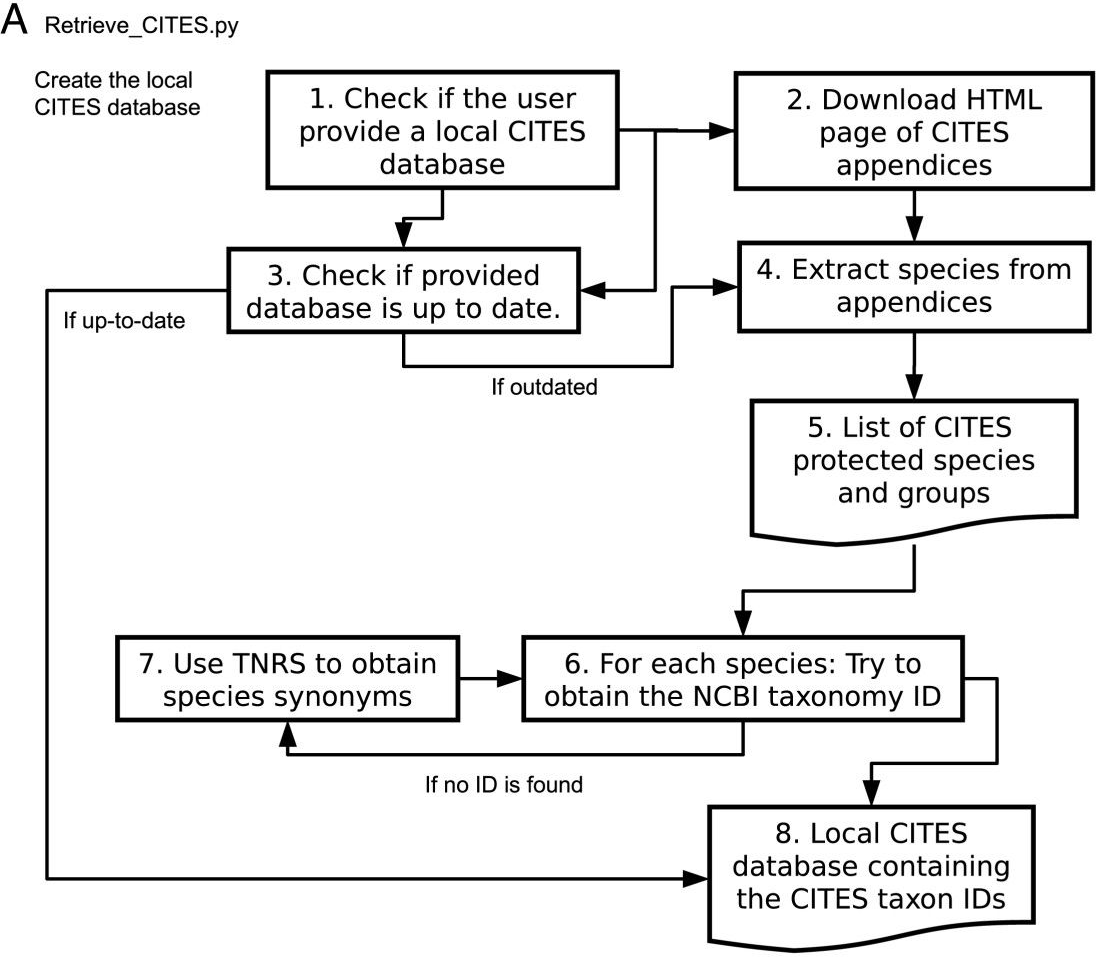 A Retrieve_CITES.py
Create the local
CITES database
1. Check if the user
provide a local CITES
database
2. Download HTML
page of CITES
appendices
3. Check if provided
database is up to date.
4. Extract species from
appendices
If up-to-date
If outdated
5. List of CITES
protected species
and groups
7. Use TNRS to obtain
species synonyms
6. For each species: Try to
obtain the NCBI taxonomy ID
If no ID is found
8. Local CITES
database containing
the CITES taxon IDs